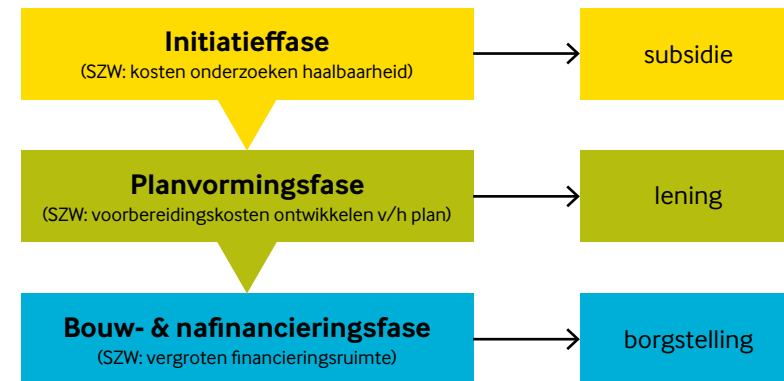 Initiatieffase
(SZW: kosten onderzoeken haalbaarheid)
subsidie
Planvormingsfase
(SZW: voorbereidingskosten ontwikkelen v/h plan)
lening
Bouw- & nafinancieringsfase
(SZW: vergroten financieringsruimte)
borgstelling